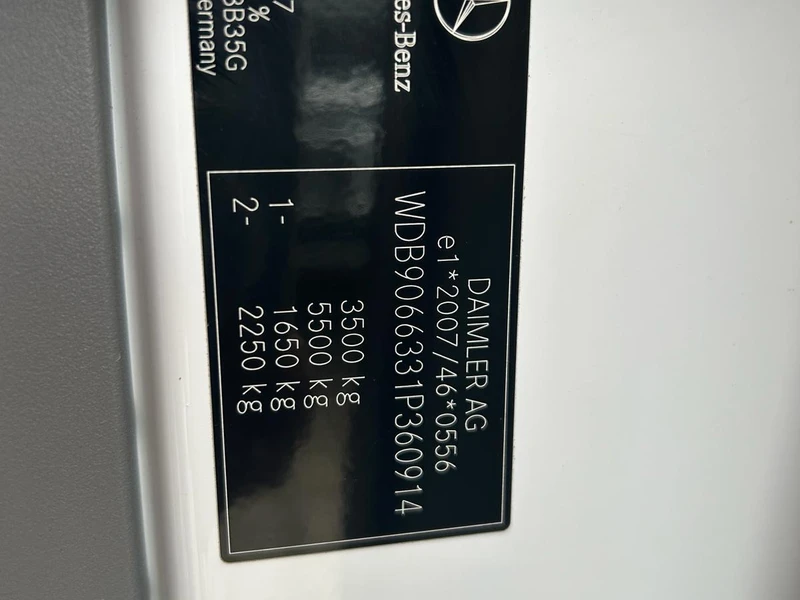 DAIMLER AG
e1*2007/46*0556
WDB9066331P360914
3500 kg
5500 kg
1- 1650 kg
2- 2250 kg
%